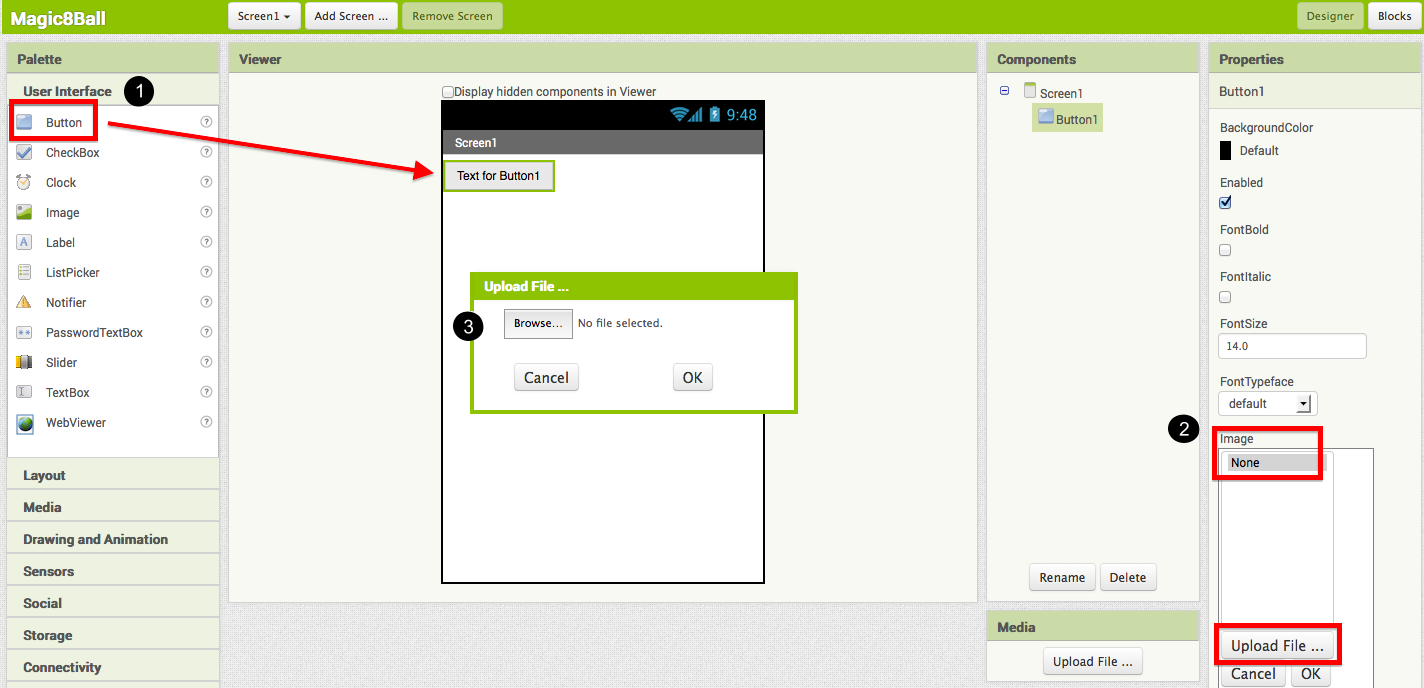 Magic8Ball
Screen1
Add Screen ...
Remove Screen
Designer
Blocks
Palette
User Interface
1
Button
?
CheckBox
?
Clock
?
Image
?
A
Label
?
ListPicker
?
Notifier
?
**
PasswordTextBox
?
Slider
?
TextBox
?
WebViewer
?
Layout
Media
Drawing and Animation
Sensors
Social
Storage
Connectivity
Viewer
Display hidden components in Viewer
9:48
Screen1
Text for Button1
Upload File ...
3
Browse...
No file selected.
Cancel
OK
Components
Screen1
Button1
Rename
Delete
Media
Upload File ...
Properties
Button1
BackgroundColor
Default
Enabled
FontBold
FontItalic
FontSize
14.0
FontTypeface
default
2
Image
None
Upload File ...
Cancel
OK